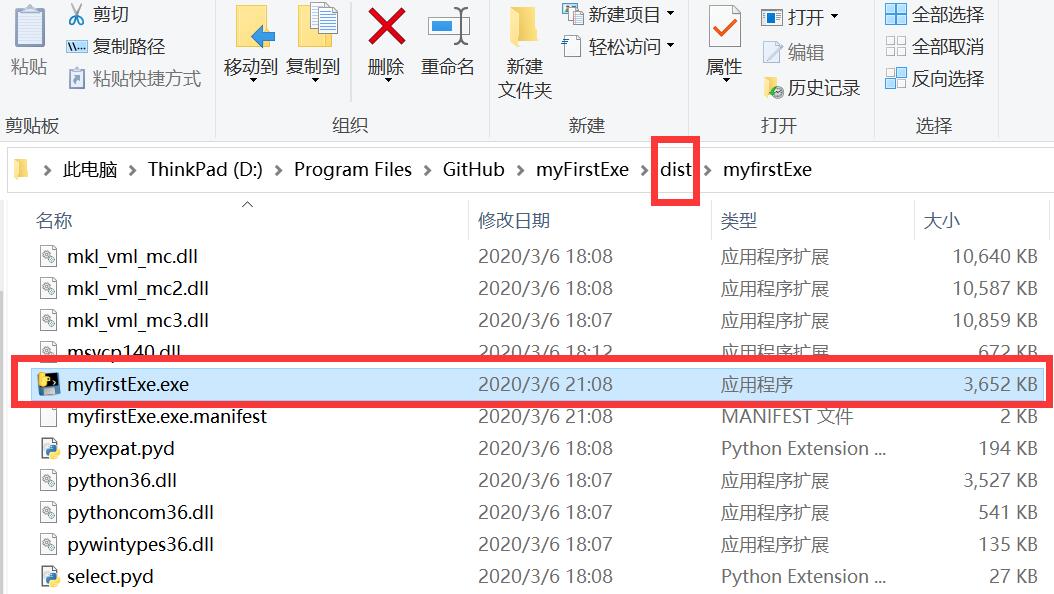 剪切
复制路径
粘贴快捷方式
粘贴
剪贴板
移动到 复制到
删除 重命名
组织
新建
文件夹
新建项目
轻松访问
新建
属性
打开
编辑
历史记录
打开
全部选择
全部取消
反向选择
选择
此电脑 > ThinkPad (D:) > Program Files > GitHub > myFirstExe > dist > myfirstExe
名称 修改日期 类型 大小
mkl_vml_mc.dll 2020/3/6 18:08 应用程序扩展 10,640 KB
mkl_vml_mc2.dll 2020/3/6 18:08 应用程序扩展 10,587 KB
mkl_vml_mc3.dll 2020/3/6 18:07 应用程序扩展 10,859 KB
msvcp140.dll 2020/3/6 18:12 应用程序扩展 672 KB
myfirstExe.exe 2020/3/6 21:08 应用程序 3,652 KB
myfirstExe.exe.manifest 2020/3/6 21:08 MANIFEST 文件 2 KB
pyexpat.pyd 2020/3/6 18:08 Python Extension ... 194 KB
python36.dll 2020/3/6 18:07 应用程序扩展 3,527 KB
pythoncom36.dll 2020/3/6 18:07 应用程序扩展 541 KB
pywintypes36.dll 2020/3/6 18:07 应用程序扩展 135 KB
select.pyd 2020/3/6 18:08 Python Extension ... 27 KB